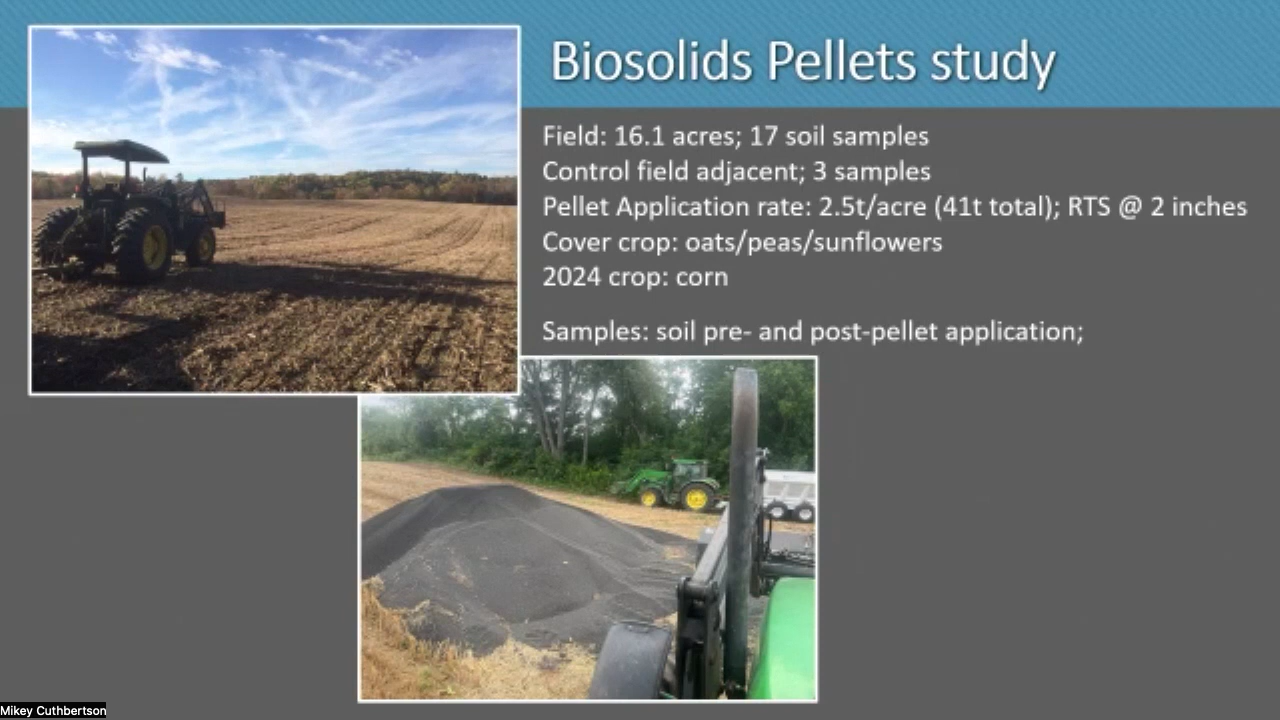 Biosolids Pellets study
Field: 16.1 acres; 17 soil samples
Control field adjacent; 3 samples
Pellet Application rate: 2.5t/acre (41t total); RTS @ 2 inches
Cover crop: oats/peas/sunflowers
2024 crop: corn
Samples: soil pre- and post-pellet application;
Mikey Cuthbertson